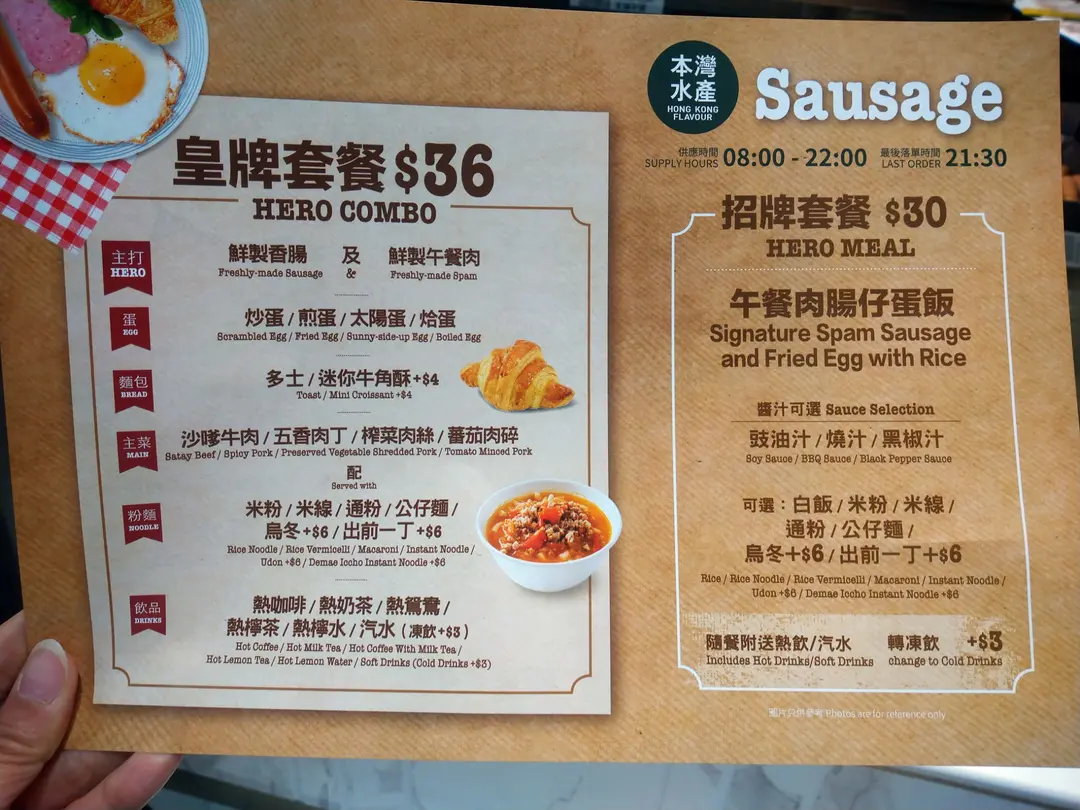 皇牌套餐 $36
HERO COMBO
主打
HERO
鮮製香腸 及 鮮製午餐肉
Freshly-made Sausage & Freshly-made Spam
蛋
EGG
炒蛋 / 煎蛋 / 太陽蛋 / 烚蛋
Scrambled Egg / Fried Egg / Sunny-side-up Egg / Boiled Egg
麵包
BREAD
多士 / 迷你牛角酥 +$4
Toast / Mini Croissant +$4
主菜
MAIN
沙嗲牛肉 / 五香肉丁 / 榨菜肉絲 / 蕃茄肉碎
Satay Beef / Spicy Pork / Preserved Vegetable Shredded Pork / Tomato Minced Pork
配
Served with
粉麵
NOODLE
米粉 / 米線 / 通粉 / 公仔麵 /
烏冬 +$6 / 出前一丁 +$6
Rice Noodle / Rice Vermicelli / Macaroni / Instant Noodle /
Udon +$6 / Demae Iccho Instant Noodle +$6
飲品
DRINKS
熱咖啡 / 熱奶茶 / 熱鴛鴦 /
熱檸茶 / 熱檸水 / 汽水 ( 凍飲 +$3 )
Hot Coffee / Hot Milk Tea / Hot Coffee With Milk Tea /
Hot Lemon Tea / Hot Lemon Water / Soft Drinks (Cold Drinks +$3)
本灣
水產
HONG KONG
FLAVOUR
Sausage
供應時間
SUPPLY HOURS 08:00 - 22:00
最後落單時間
LAST ORDER 21:30
招牌套餐 $30
HERO MEAL
午餐肉腸仔蛋飯
Signature Spam Sausage
and Fried Egg with Rice
醬汁可選 Sauce Selection
豉油汁 / 燒汁 / 黑椒汁
Soy Sauce / BBQ Sauce / Black Pepper Sauce
可選：白飯 / 米粉 / 米線 /
通粉 / 公仔麵 /
烏冬+$6 / 出前一丁+$6
Rice / Rice Noodle / Rice Vermicelli / Macaroni / Instant Noodle /
Udon +$6 / Demae Iccho Instant Noodle +$6
隨餐附送熱飲/汽水 轉凍飲 +$3
Includes Hot Drinks/Soft Drinks change to Cold Drinks
圖片只供參考 Photos are for reference only